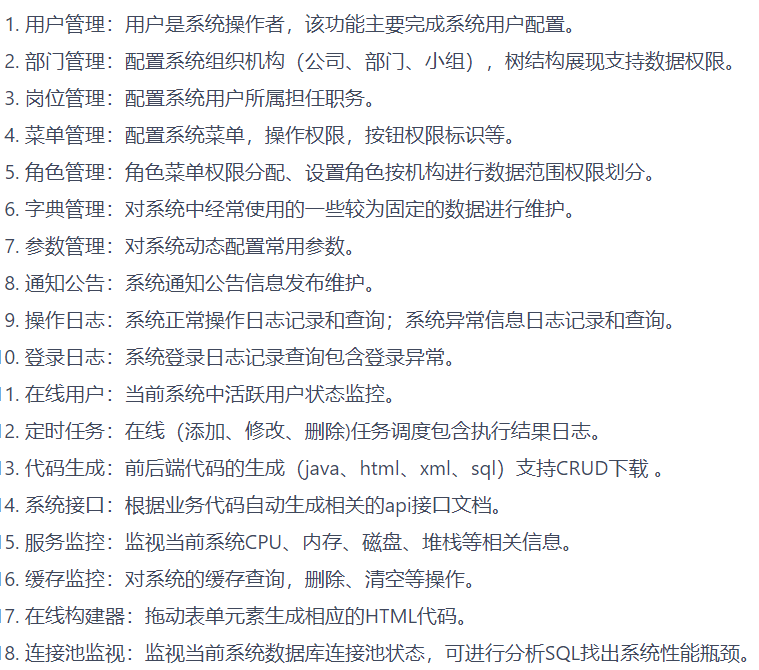 1. 用户管理：用户是系统操作者，该功能主要完成系统用户配置。
2. 部门管理：配置系统组织机构（公司、部门、小组），树结构展现支持数据权限。
3. 岗位管理：配置系统用户所属担任职务。
4. 菜单管理：配置系统菜单，操作权限，按钮权限标识等。
5. 角色管理：角色菜单权限分配、设置角色按机构进行数据范围权限划分。
6. 字典管理：对系统中经常使用的一些较为固定的数据进行维护。
7. 参数管理：对系统动态配置常用参数。
8. 通知公告：系统通知公告信息发布维护。
9. 操作日志：系统正常操作日志记录和查询；系统异常信息日志记录和查询。
10. 登录日志：系统登录日志记录查询包含登录异常。
11. 在线用户：当前系统中活跃用户状态监控。
12. 定时任务：在线（添加、修改、删除)任务调度包含执行结果日志。
13. 代码生成：前后端代码的生成（java、html、xml、sql）支持CRUD下载 。
14. 系统接口：根据业务代码自动生成相关的api接口文档。
15. 服务监控：监视当前系统CPU、内存、磁盘、堆栈等相关信息。
16. 缓存监控：对系统的缓存查询，删除、清空等操作。
17. 在线构建器：拖动表单元素生成相应的HTML代码。
18. 连接池监视：监视当前系统数据库连接池状态，可进行分析SQL找出系统性能瓶颈。